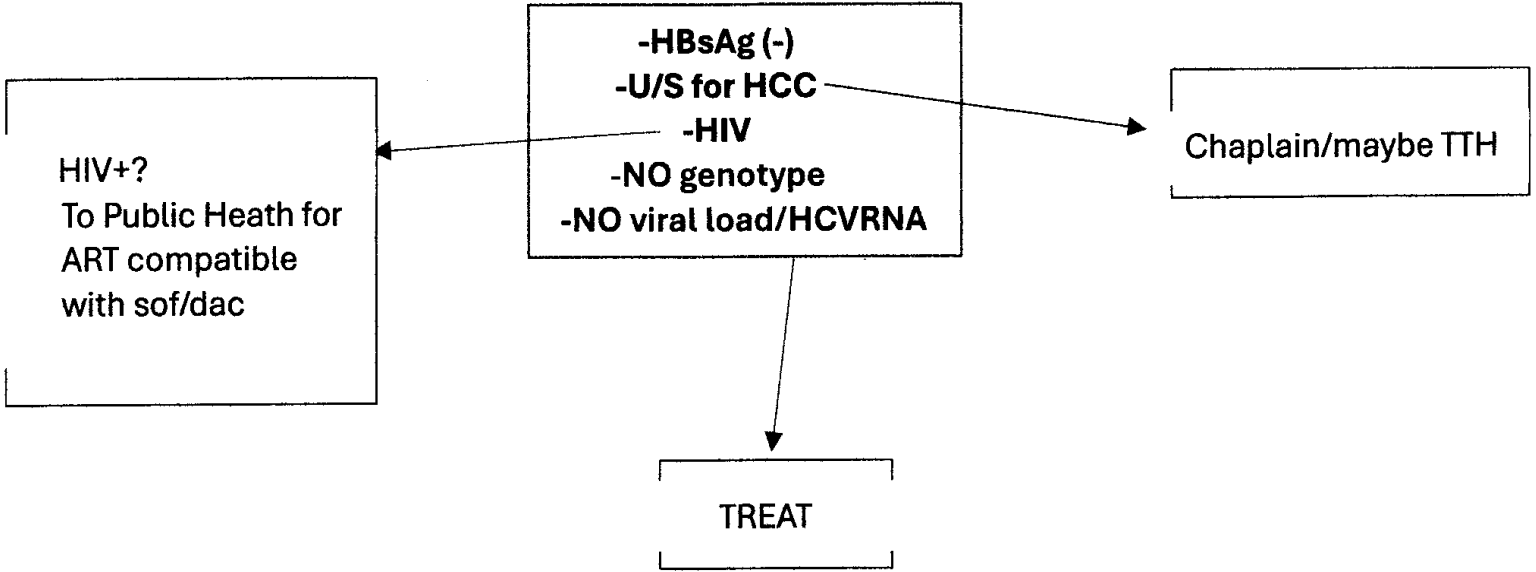 -HBsAg (-)
-U/S for HCC
-HIV
-NO genotype
-NO viral load/HCVRNA
HIV+?
To Public Heath for
ART compatible
with sof/dac
Chaplain/maybe TTH
TREAT